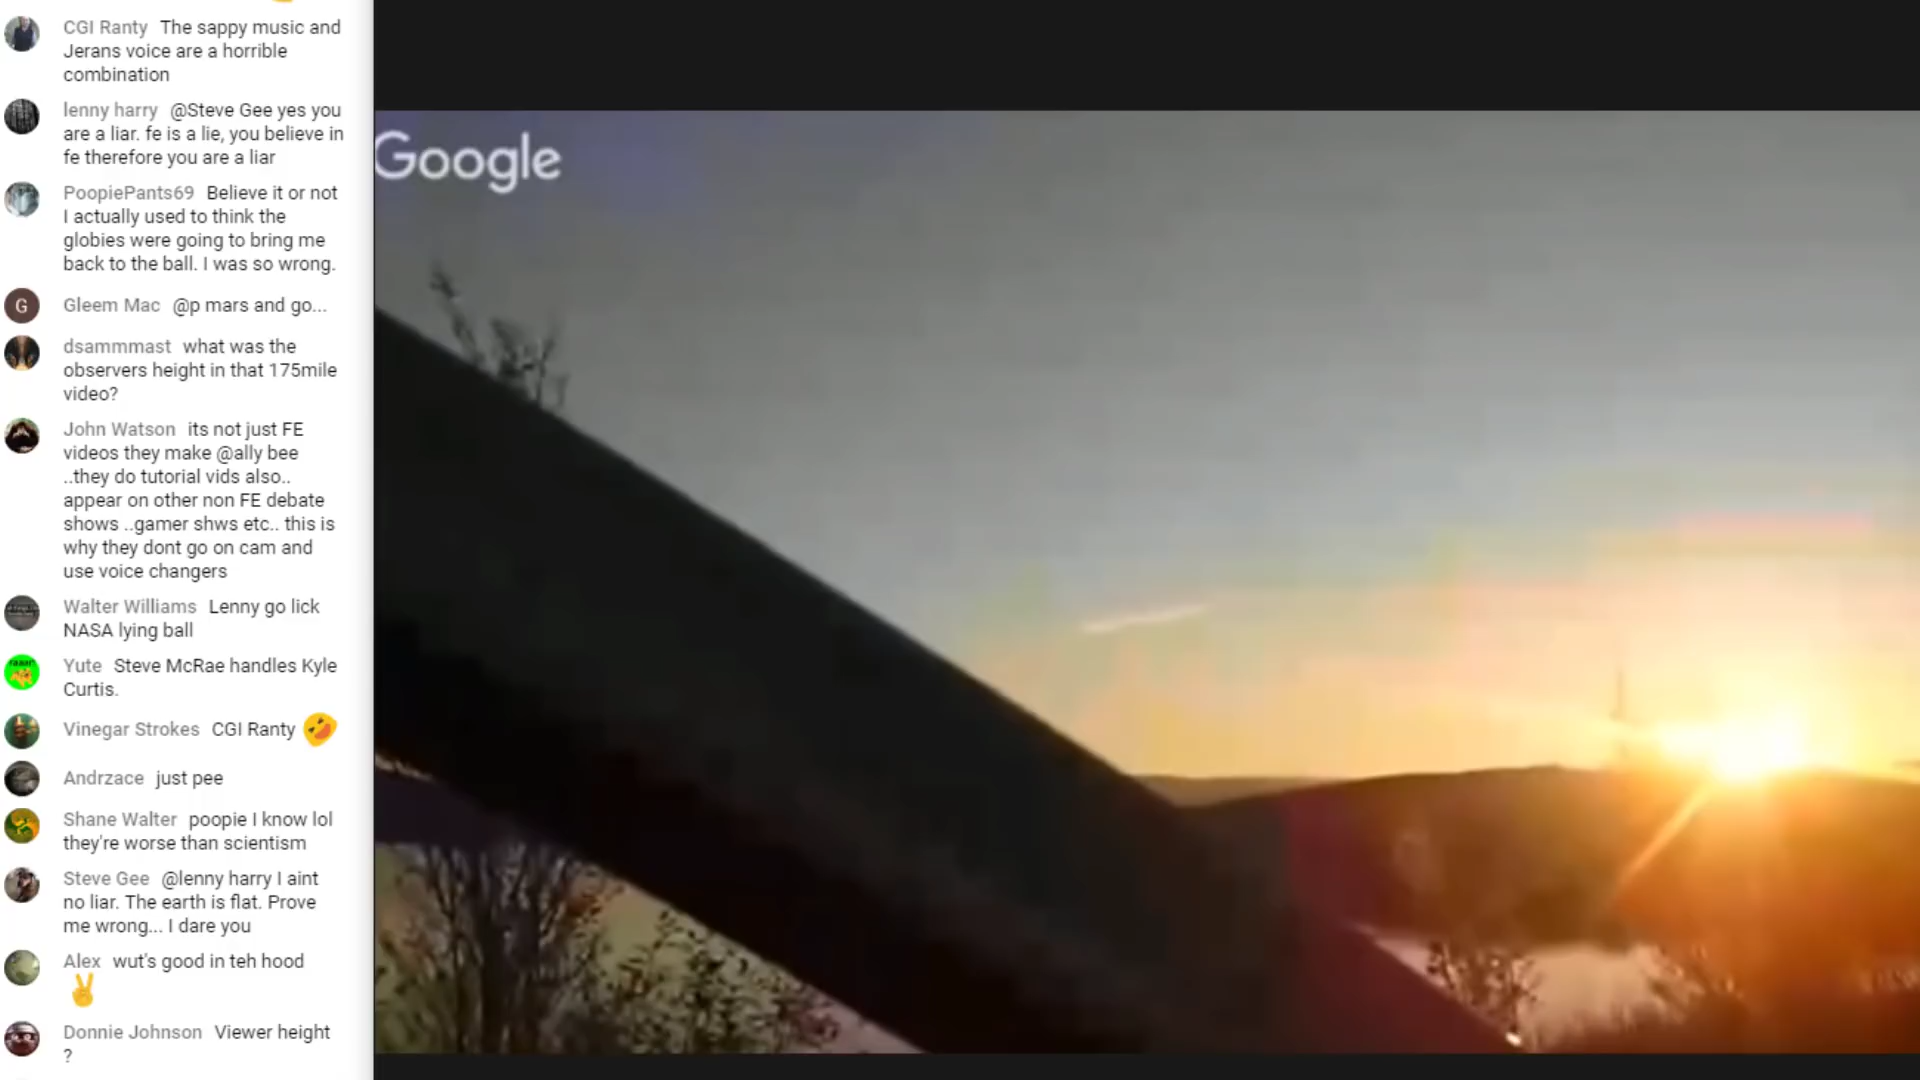 CGI Ranty The sappy music and
Jerans voice are a horrible
combination
lenny harry @Steve Gee yes you
are a liar. fe is a lie, you believe in
fe therefore you are a liar
PoopiePants69 Believe it or not
I actually used to think the
globies were going to bring me
back to the ball. I was so wrong.
G
Gleem Mac @p mars and go...
dsammmast what was the
observers height in that 175mile
video?
John Watson its not just FE
videos they make @ally bee
..they do tutorial vids also..
appear on other non FE debate
shows ..gamer shws etc.. this is
why they dont go on cam and
use voice changers
Walter Williams Lenny go lick
NASA lying ball
Yute Steve McRae handles Kyle
Curtis.
Vinegar Strokes CGI Ranty 🤣
Andrzace just pee
Shane Walter poopie I know lol
they're worse than scientism
Steve Gee @lenny harry I aint
no liar. The earth is flat. Prove
me wrong... I dare you
Alex wut's good in teh hood
✌
Donnie Johnson Viewer height
?
Google